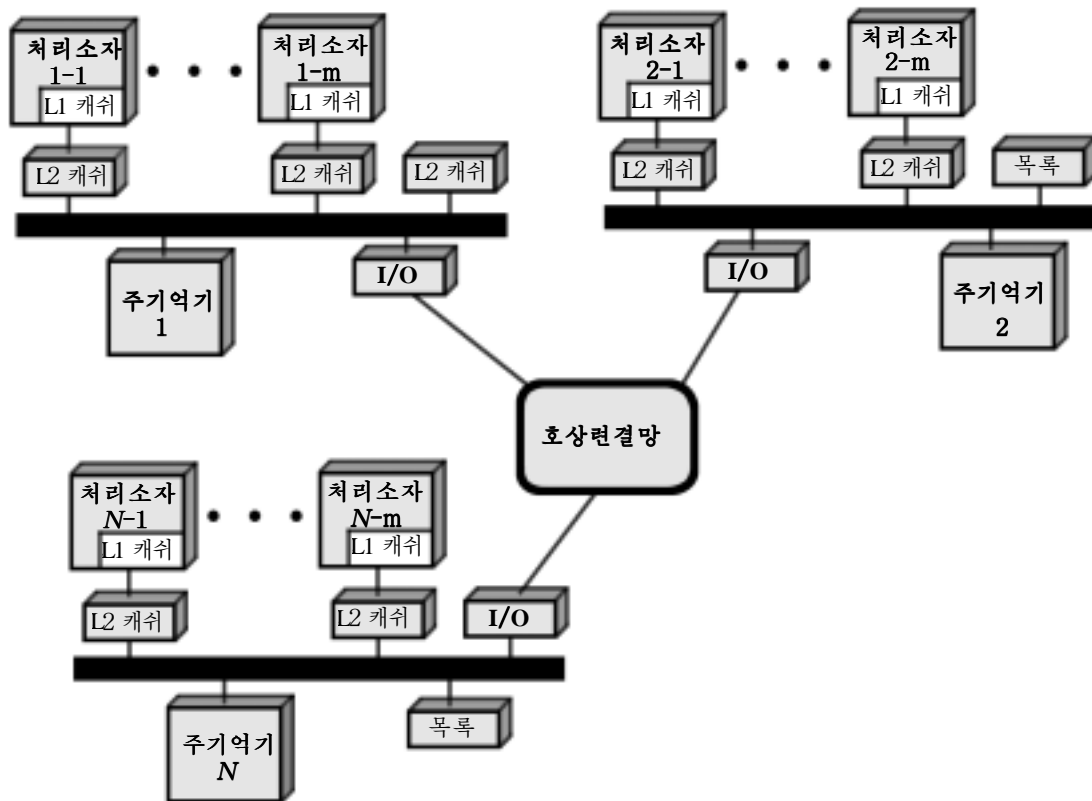 처리소자
1-1
L1 캐쉬
L2 캐쉬
처리소자
1-m
L1 캐쉬
L2 캐쉬
L2 캐쉬
주기억기
1
I/O
처리소자
2-1
L1 캐쉬
L2 캐쉬
처리소자
2-m
L1 캐쉬
L2 캐쉬
목록
I/O
주기억기
2
호상련결망
처리소자
N-1
L1 캐쉬
L2 캐쉬
처리소자
N-m
L1 캐쉬
L2 캐쉬
I/O
주기억기
N
목록